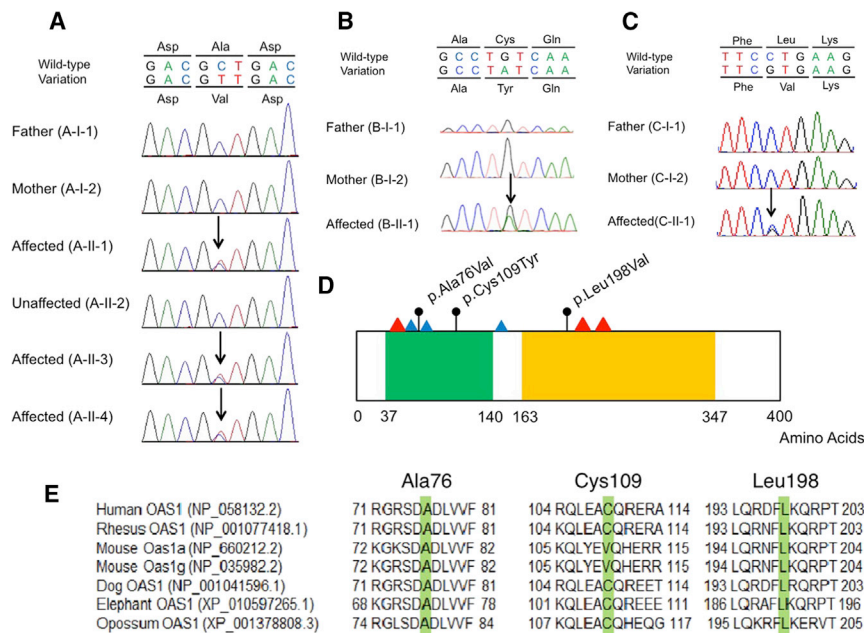 A
Asp Ala Asp
Wild-type G A C G C T G A C
Variation G A C G T T G A C
Asp Val Asp
Father (A-I-1)
Mother (A-I-2)
Affected (A-II-1)
Unaffected (A-II-2)
Affected (A-II-3)
Affected (A-II-4)
B
Ala Cys Gln
Wild-type G C C T G T C A A
Variation G C C T A T C A A
Ala Tyr Gln
Father (B-I-1)
Mother (B-I-2)
Affected (B-II-1)
C
Phe Leu Lys
Wild-type T T C C T G A A G
Variation T T C G T G A A G
Phe Val Lys
Father (C-I-1)
Mother (C-I-2)
Affected(C-II-1)
D
p.Ala76Val
p.Cys109Tyr
p.Leu198Val
0 37 140 163 347 400
Amino Acids
E
Ala76 Cys109 Leu198
Human OAS1 (NP_058132.2) 71 RGRSDADLVVF 81 104 RQLEACQRERA 114 193 LQRDFLKQRPT 203
Rhesus OAS1 (NP_001077418.1) 71 RGRSDADLVVF 81 104 KQLEACQRERA 114 193 LQRNFLKQRPT 203
Mouse Oas1a (NP_660212.2) 72 KGKSDADLVVF 82 105 KQLYEVQHERR 115 194 LQRNFLKQRPT 204
Mouse Oas1g (NP_035982.2) 72 KGRSDADLVVF 82 105 KQLYEVQHERR 115 194 LQRNFLKQRPT 204
Dog OAS1 (NP_001041596.1) 71 RGRSDADLVVF 81 104 KQLEACQREET 114 193 LQRDFLRQRPT 203
Elephant OAS1 (XP_010597265.1) 68 KGRSDADLVVF 78 101 KQLEACQREEE 111 186 LQRAFLKQRPT 196
Opossum OAS1 (XP_001378808.3) 74 RGLSDADLVVF 84 107 KELEACQHEQG 117 195 LQKRFLKERVT 205